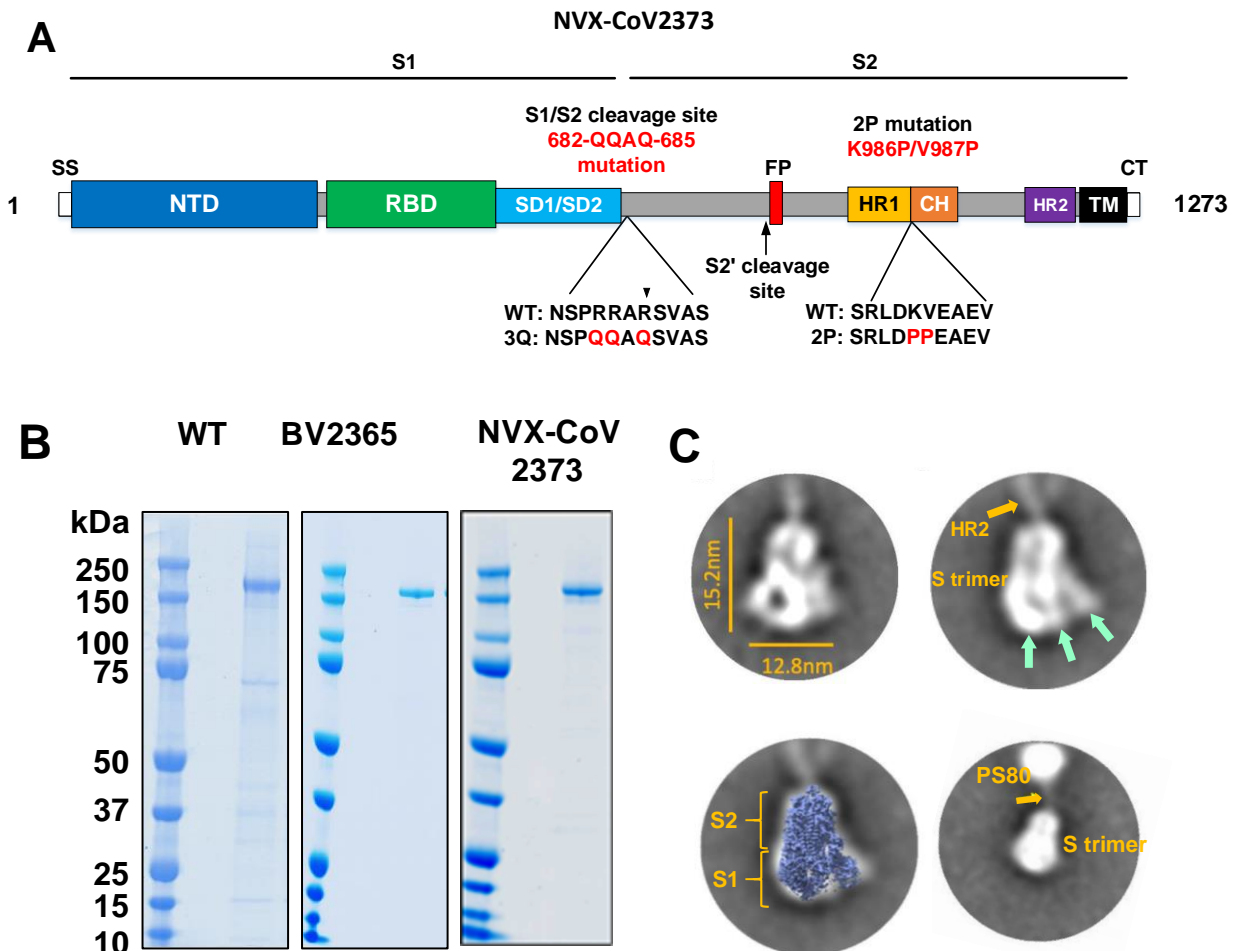 NVX-CoV2373
A
S1
S2
S1/S2 cleavage site
682-QQAQ-685
mutation
2P mutation
K986P/V987P
SS
FP
CT
1
NTD
RBD
SD1/SD2
HR1
CH
HR2
TM
1273
S2' cleavage
site
WT: NSPRRARSVAS
3Q: NSPQQAQSVAS
WT: SRLDKVEAEV
2P: SRLDPPEAEV
B
WT
BV2365
NVX-CoV
2373
kDa
250
150
100
75
50
37
25
15
10
C
15.2nm
12.8nm
HR2
S trimer
S2
S1
PS80
S trimer